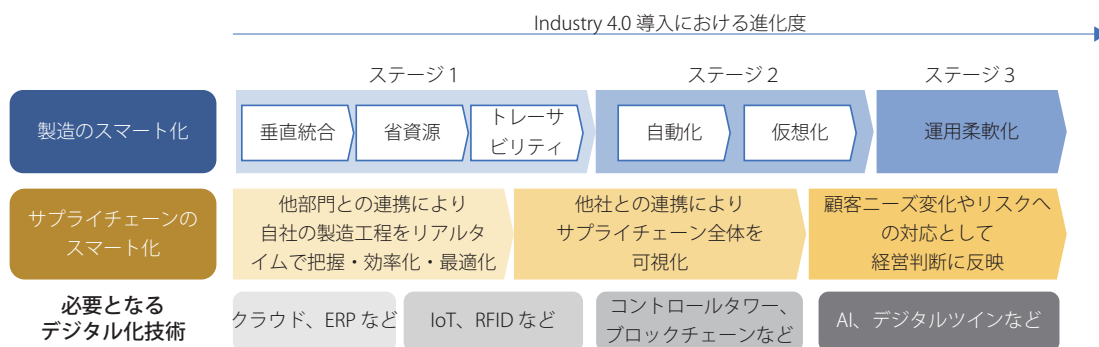 Industry 4.0 導入における進化度
ステージ 1
ステージ 2
ステージ 3
製造のスマート化
垂直統合
省資源
トレーサ
ビリティ
自動化
仮想化
運用柔軟化
サプライチェーンの
スマート化
他部門との連携により
自社の製造工程をリアルタ
イムで把握・効率化・最適化
他社との連携により
サプライチェーン全体を
可視化
顧客ニーズ変化やリスクへ
の対応として
経営判断に反映
必要となる
デジタル化技術
クラウド、ERP など
IoT、RFID など
コントロールタワー、
ブロックチェーンなど
AI、デジタルツインなど